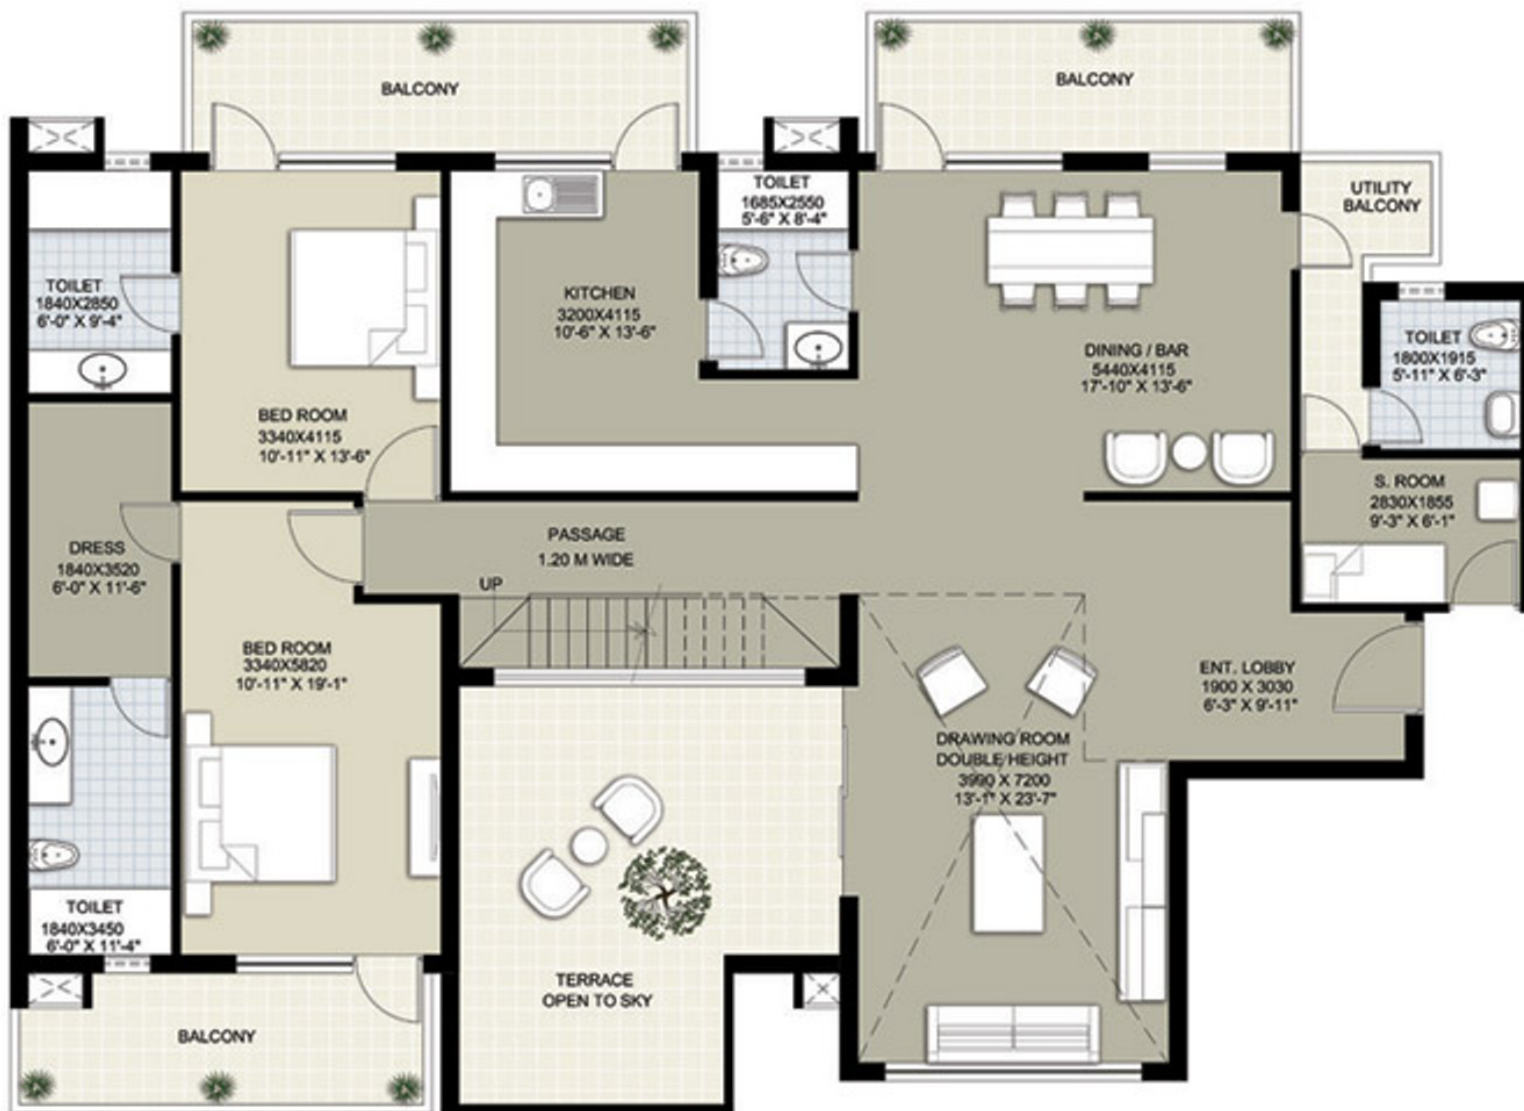 BALCONY
BALCONY
TOILET
1685X2550
5'-6" X 8'-4"
UTILITY
BALCONY
TOILET
1840X2850
6'-0" X 9'-4"
KITCHEN
3200X4115
10'-6" X 13'-6"
DINING / BAR
5440X4115
17'-10" X 13'-6"
TOILET
1800X1915
5'-11" X 6'-3"
BED ROOM
3340X4115
10'-11" X 13'-6"
S. ROOM
2830X1855
9'-3" X 6'-1"
DRESS
1840X3520
6'-0" X 11'-6"
PASSAGE
1.20 M WIDE
UP
BED ROOM
3340X5820
10'-11" X 19'-1"
ENT. LOBBY
1900 X 3030
6'-3" X 9'-11"
DRAWING ROOM
DOUBLE HEIGHT
3990 X 7200
13'-1" X 23'-7"
TOILET
1840X3450
6'-0" X 11'-4"
TERRACE
OPEN TO SKY
BALCONY